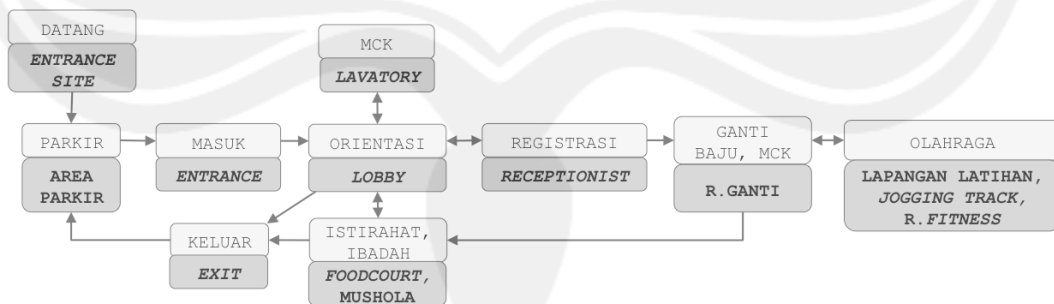 DATANG
ENTRANCE
SITE
MCK
LAVATORY
PARKIR
AREA
PARKIR
MASUK
ENTRANCE
ORIENTASI
LOBBY
REGISTRASI
RECEPTIONIST
GANTI
BAJU, MCK
R.GANTI
OLAHRAGA
LAPANGAN LATIHAN,
JOGGING TRACK,
R.FITNESS
KELUAR
EXIT
ISTIRAHAT,
IBADAH
FOODCOURT,
MUSHOLA